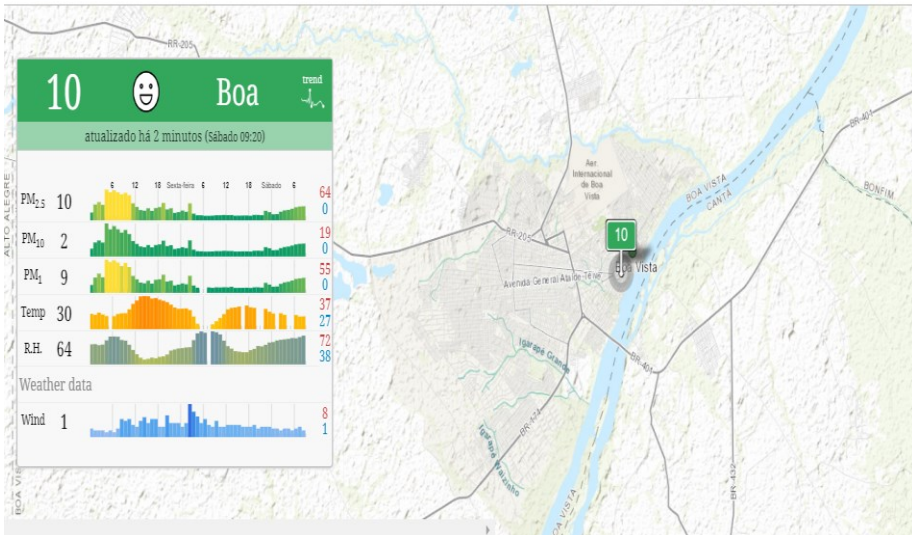 10 Boa trend
atualizado há 2 minutos (Sábado 09:20)
6 12 18 Sexta-feira 6 12 18 Sábado 6
PM2.5 10 64 0
PM10 2 19 0
PM1 9 55 0
Temp 30 37 27
R.H. 64 72 38
Weather data
Wind 1 8 1
BR-205
ALTO ALEGRE
Aer.
Internacional
de Boa
Vista
BOA VISTA
CANTÁ
BR-401
BONFIM
BR-205
10
Boa Vista
Avenida General Ataíde Teive
Igarapé Grande
BR-401
BR-174
BR-432
BOA VISTA